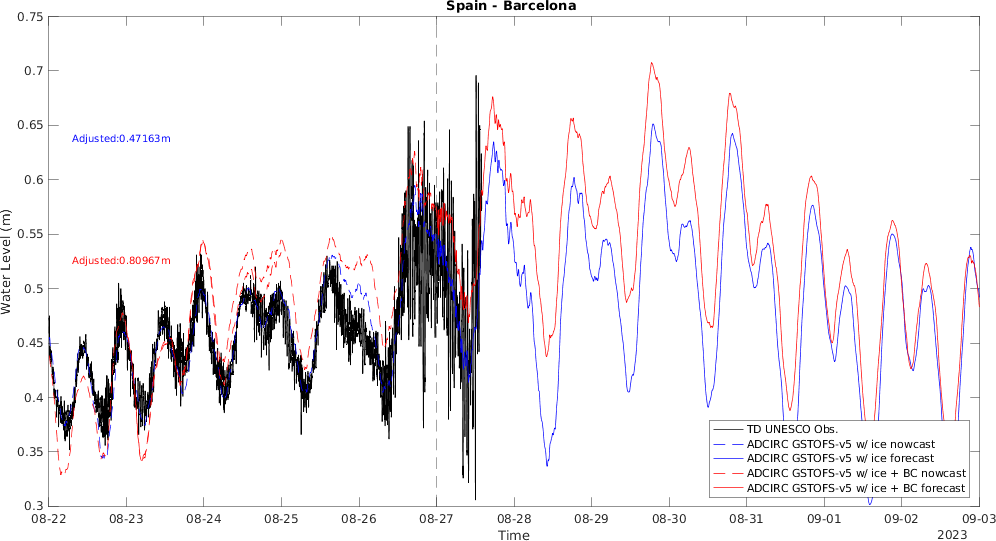 Spain - Barcelona
0.75
0.7
0.65
0.6
0.55
0.5
0.45
0.4
0.35
0.3
Water Level (m)
Adjusted:0.47163m
Adjusted:0.80967m
TD UNESCO Obs.
ADCIRC GSTOFS-v5 w/ ice nowcast
ADCIRC GSTOFS-v5 w/ ice forecast
ADCIRC GSTOFS-v5 w/ ice + BC nowcast
ADCIRC GSTOFS-v5 w/ ice + BC forecast
08-22 08-23 08-24 08-25 08-26 08-27 08-28 08-29 08-30 08-31 09-01 09-02 09-03
Time
2023